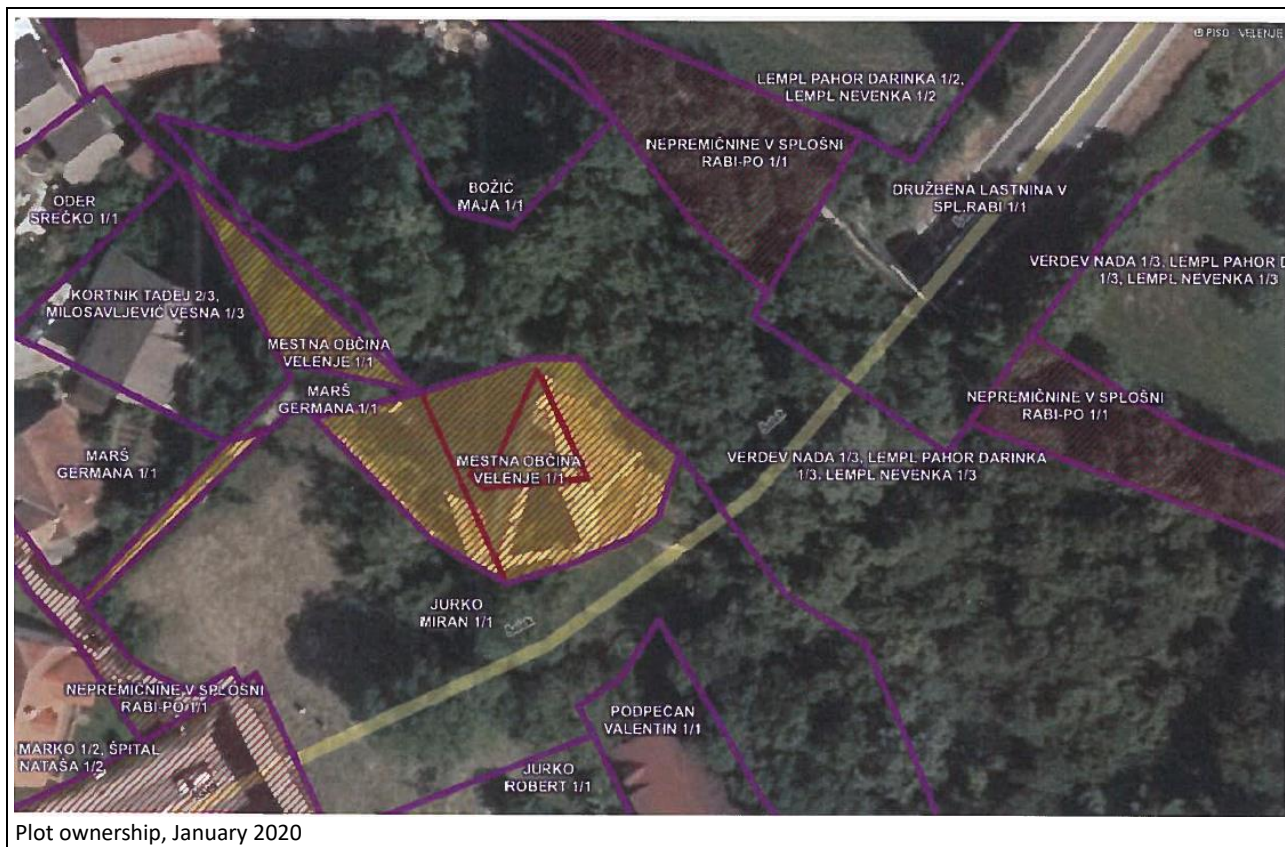 © PISO - VELENJE
LEMPL PAHOR DARINKA 1/2,
LEMPL NEVENKA 1/2
NEPREMIČNINE V SPLOŠNI
RABI-PO 1/1
BOŽIČ
MAJA 1/1
DRUŽBENA LASTNINA V
SPL.RABI 1/1
ODER
SREČKO 1/1
VERDEV NADA 1/3, LEMPL PAHOR D
1/3, LEMPL NEVENKA 1/3
KORTNIK TADEJ 2/3,
MILOSAVLJEVIĆ VESNA 1/3
MESTNA OBČINA
VELENJE 1/1
MARŠ
GERMANA 1/1
NEPREMIČNINE V SPLOŠNI
RABI-PO 1/1
MARŠ
GERMANA 1/1
MESTNA OBČINA
VELENJE 1/1
VERDEV NADA 1/3, LEMPL PAHOR DARINKA
1/3, LEMPL NEVENKA 1/3
JURKO
MIRAN 1/1
NEPREMIČNINE V SPLOŠNI
RABI-PO 1/1
PODPEČAN
VALENTIN 1/1
MARKO 1/2, ŠPITAL
NATAŠA 1/2,
JURKO
ROBERT 1/1
Plot ownership, January 2020